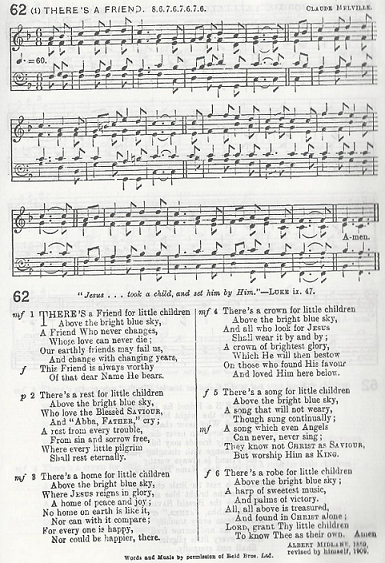 62 (1) THERE'S A FRIEND. 8.6.7.6.7.6.7.6. CLAUDE MELVILLE.
= 60.
A-men.
62
"Jesus . . . took a child, and set him by Him."—LUKE ix. 47.
mf 1 THERE'S a Friend for little children
Above the bright blue sky,
A Friend Who never changes,
Whose love can never die;
Our earthly friends may fail us,
And change with changing years,
f This Friend is always worthy
Of that dear Name He bears.
p 2 There's a rest for little children
Above the bright blue sky,
Who love the Blessèd SAVIOUR,
And "Abba, FATHER," cry;
A rest from every trouble,
From sin and sorrow free,
Where every little pilgrim
Shall rest eternally.
mf 3 There's a home for little children
Above the bright blue sky,
Where JESUS reigns in glory,
A home of peace and joy;
No home on earth is like it,
Nor can with it compare;
For every one is happy,
Nor could be happier, there.
mf 4 There's a crown for little children
Above the bright blue sky,
And all who look for JESUS
Shall wear it by and by;
A crown of brightest glory,
Which He will then bestow
On those who found His favour
And loved Him here below.
f 5 There's a song for little children
Above the bright blue sky,
A song that will not weary,
Though sung continually;
mf A song which even Angels
Can never, never sing;
They know not CHRIST as SAVIOUR,
But worship Him as KING.
f 6 There's a robe for little children
Above the bright blue sky;
A harp of sweetest music,
And palms of victory.
All, all above is treasured,
And found in CHRIST alone;
LORD, grant Thy little children
To know Thee as their own. Amen
ALBERT MIDLANE, 1859,
revised by himself, 1909.
Words and Music by permission of Reid Bros. Ltd.